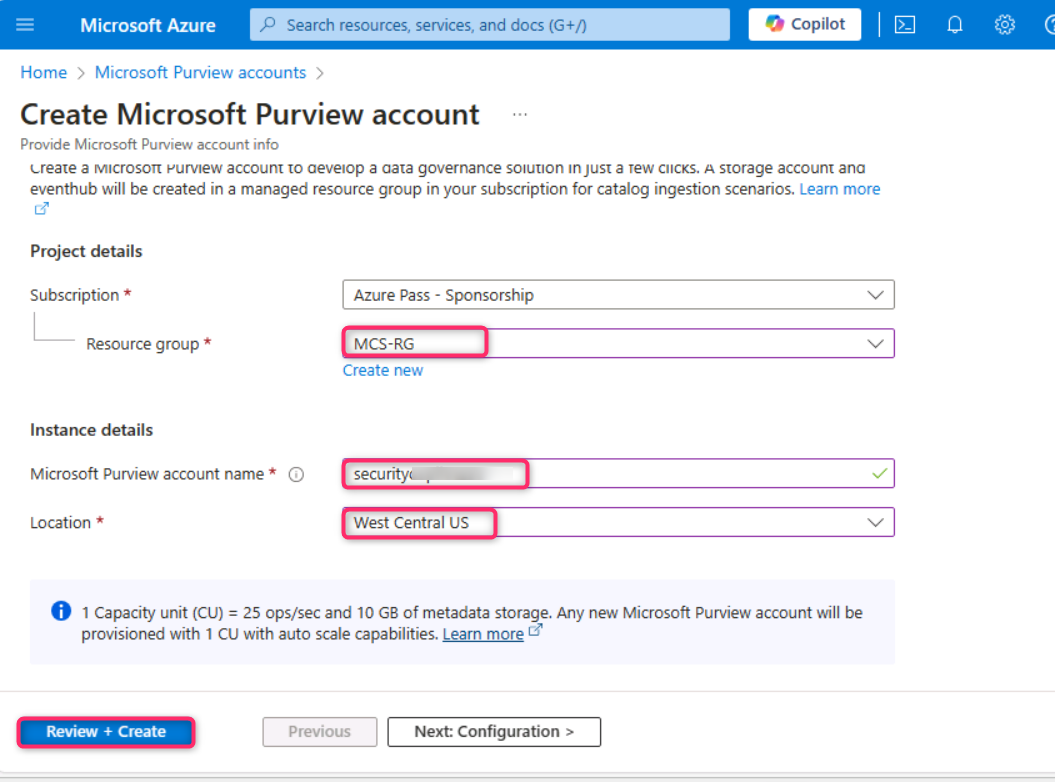 Microsoft Azure
Search resources, services, and docs (G+/)
Copilot
Home > Microsoft Purview accounts >
Create Microsoft Purview account ...
Provide Microsoft Purview account info
Create a Microsoft Purview account to develop a data governance solution in just a few clicks. A storage account and
eventhub will be created in a managed resource group in your subscription for catalog ingestion scenarios. Learn more
Project details
Subscription *
Azure Pass - Sponsorship
Resource group *
MCS-RG
Create new
Instance details
Microsoft Purview account name *
Location *
West Central US
1 Capacity unit (CU) = 25 ops/sec and 10 GB of metadata storage. Any new Microsoft Purview account will be
provisioned with 1 CU with auto scale capabilities. Learn more
Review + Create
Previous
Next: Configuration >